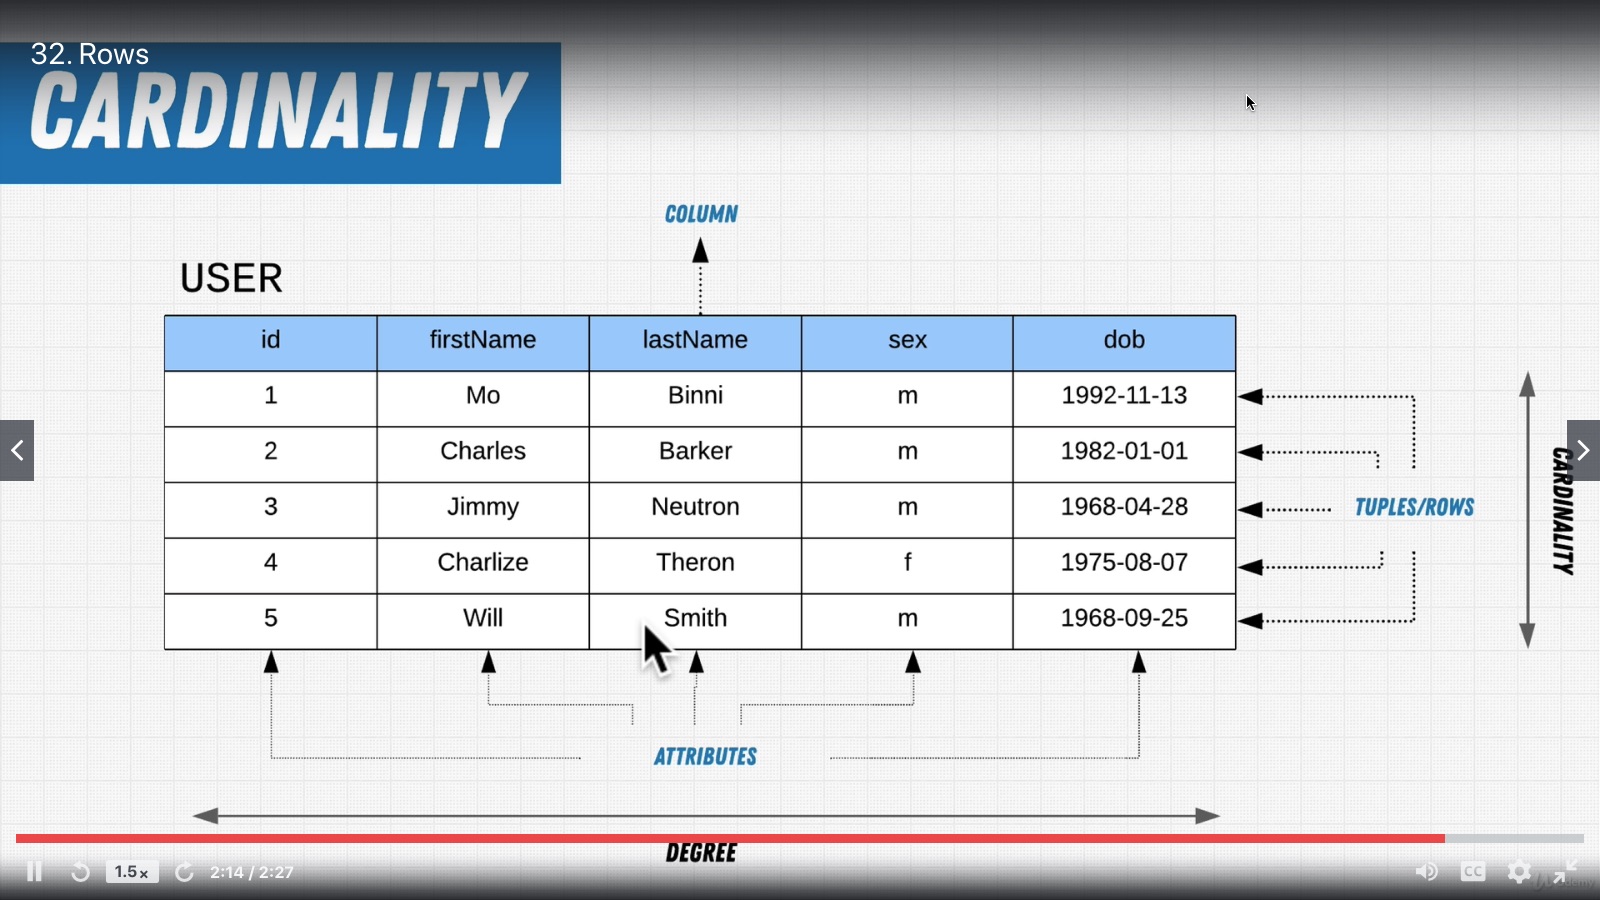 32. Rows
CARDINALITY
COLUMN
USER
id firstName lastName sex dob
1 Mo Binni m 1992-11-13
2 Charles Barker m 1982-01-01
3 Jimmy Neutron m 1968-04-28
4 Charlize Theron f 1975-08-07
5 Will Smith m 1968-09-25
TUPLES/ROWS
CARDINALITY
ATTRIBUTES
DEGREE
1.5x 2:14 / 2:27 CC